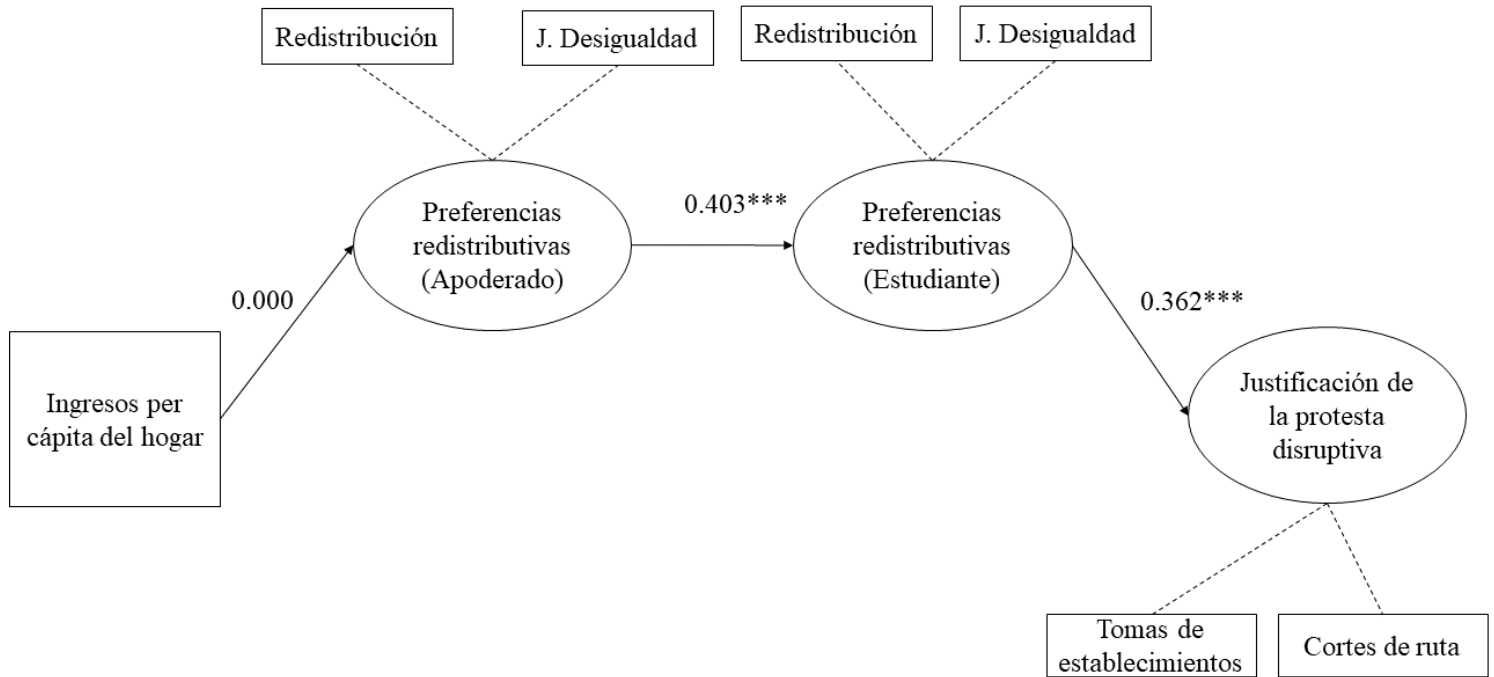 Redistribución
J. Desigualdad
Redistribución
J. Desigualdad
Preferencias
redistributivas
(Apoderado)
0.403***
Preferencias
redistributivas
(Estudiante)
0.000
0.362***
Ingresos per
cápita del hogar
Justificación de
la protesta
disruptiva
Tomas de
establecimientos
Cortes de ruta